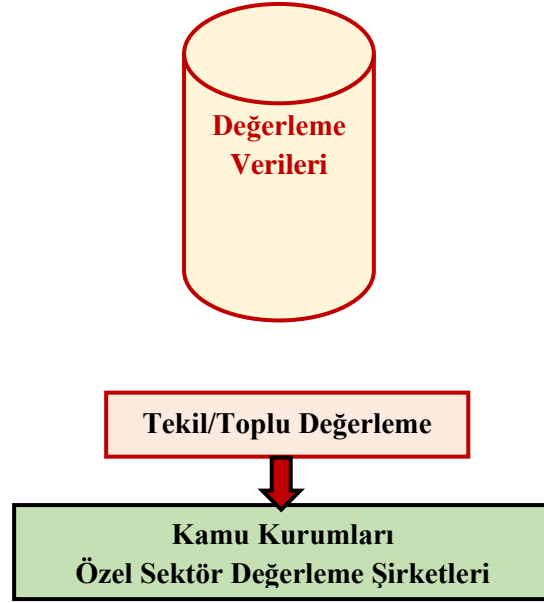 Değerleme
Verileri
Tekil/Toplu Değerleme
Kamu Kurumları
Özel Sektör Değerleme Şirketleri